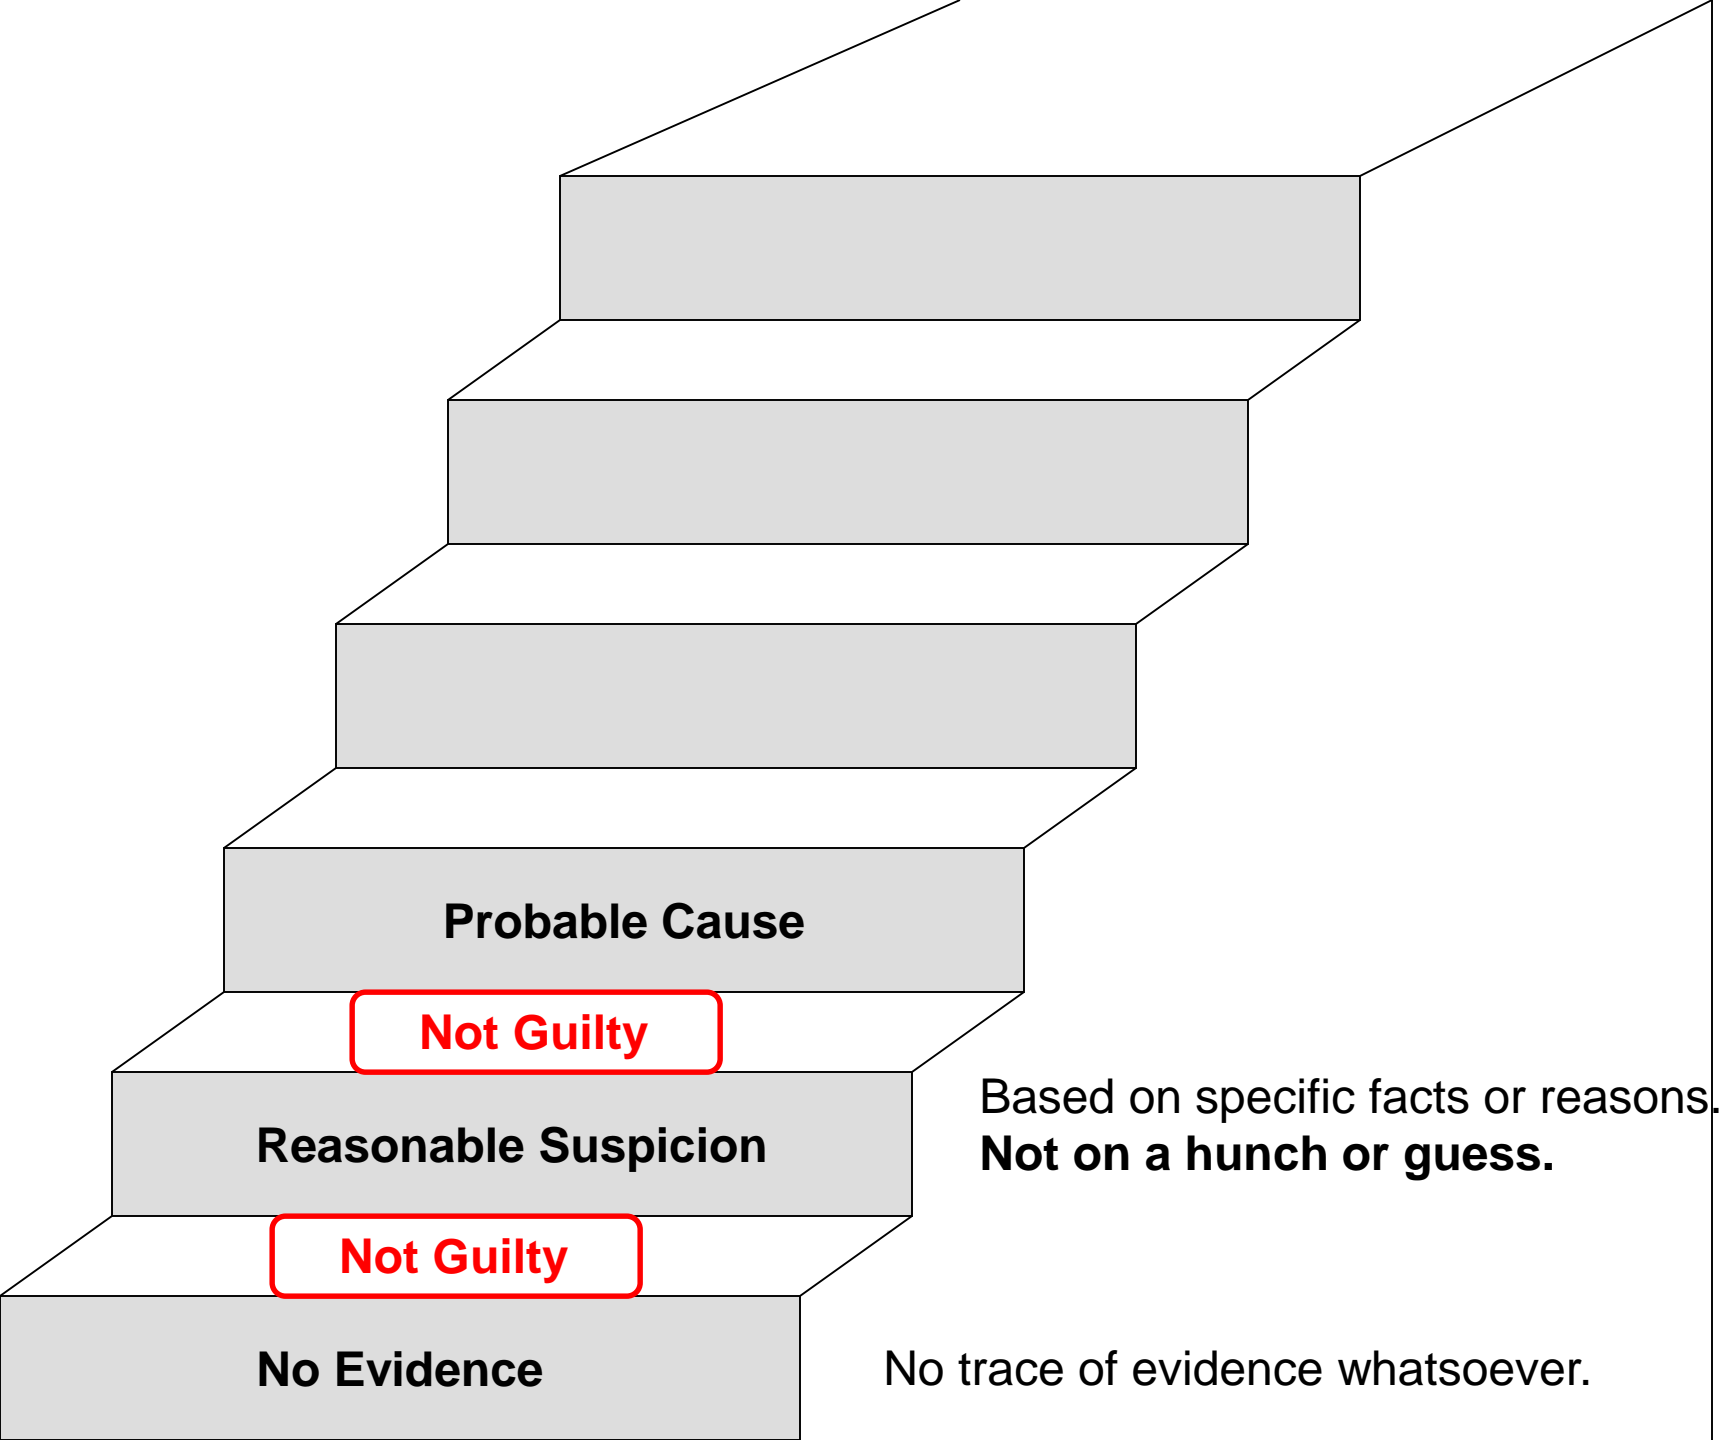 Probable Cause
Not Guilty
Reasonable Suspicion
Based on specific facts or reasons.
Not on a hunch or guess.
Not Guilty
No Evidence
No trace of evidence whatsoever.